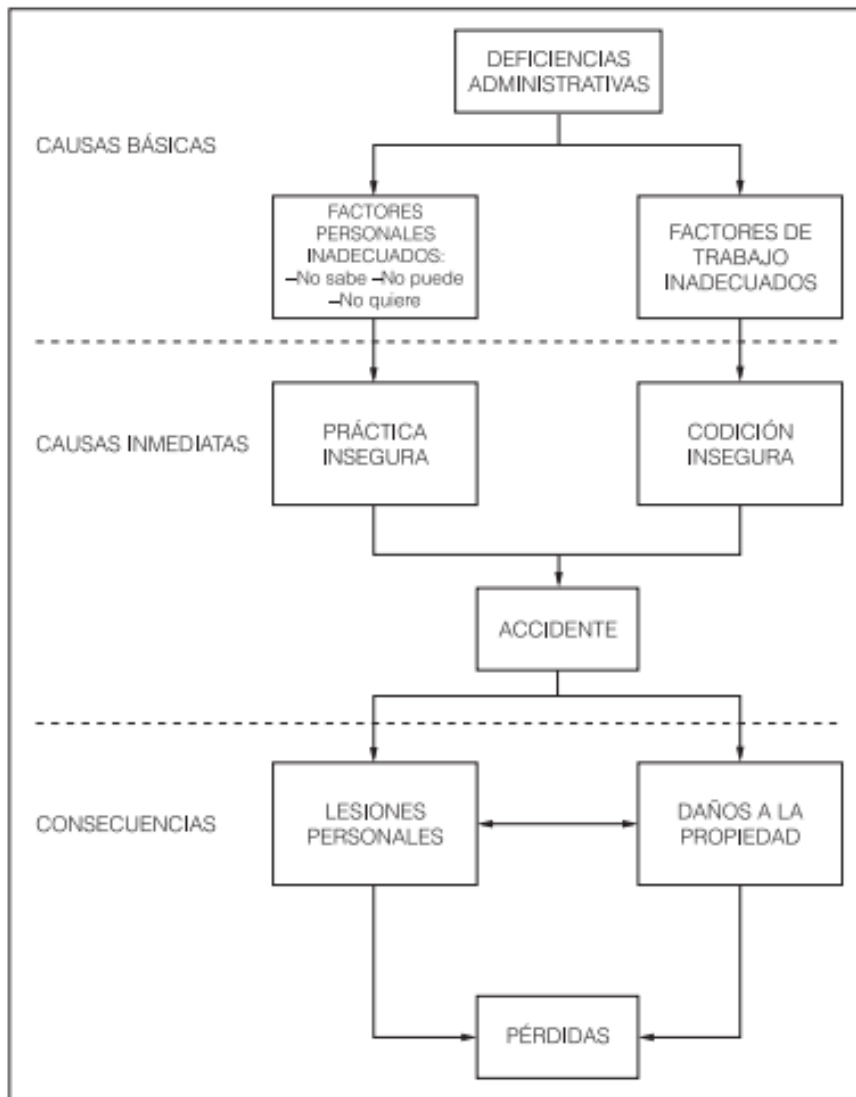 DEFICIENCIAS
ADMINISTRATIVAS
CAUSAS BÁSICAS
FACTORES
PERSONALES
INADECUADOS:
–No sabe –No puede
–No quiere
FACTORES DE
TRABAJO
INADECUADOS
CAUSAS INMEDIATAS
PRÁCTICA
INSEGURA
CODICIÓN
INSEGURA
ACCIDENTE
CONSECUENCIAS
LESIONES
PERSONALES
DAÑOS A LA
PROPIEDAD
PÉRDIDAS